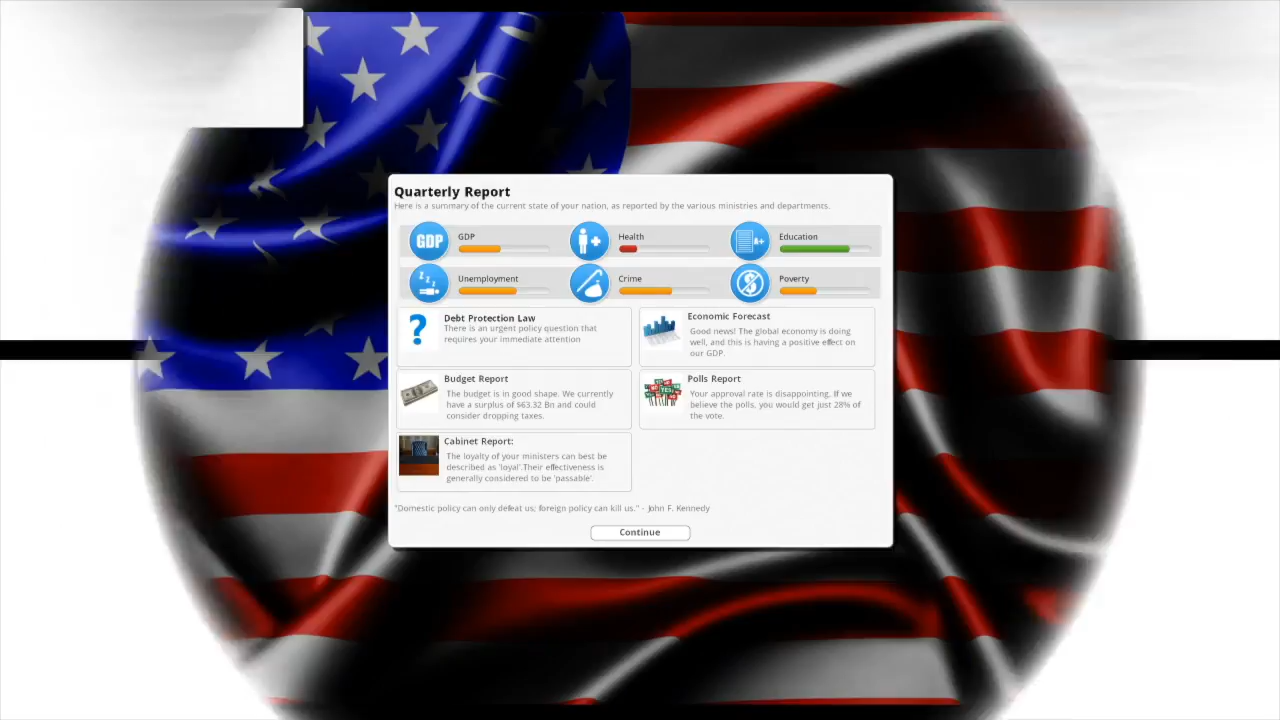 Quarterly Report
Here is a summary of the current state of your nation, as reported by the various ministries and departments.
GDP
GDP
Health
A+
Education
Z Z Z
Unemployment
Crime
$
Poverty
?
Debt Protection Law
There is an urgent policy question that
requires your immediate attention
Economic Forecast
Good news! The global economy is doing
well, and this is having a positive effect on
our GDP.
Budget Report
The budget is in good shape. We currently
have a surplus of $63.32 Bn and could
consider dropping taxes.
Polls Report
Your approval rate is disappointing. If we
believe the polls, you would get just 28% of
the vote.
Cabinet Report:
The loyalty of your ministers can best be
described as 'loyal'.Their effectiveness is
generally considered to be 'passable'.
"Domestic policy can only defeat us; foreign policy can kill us." - John F. Kennedy
Continue